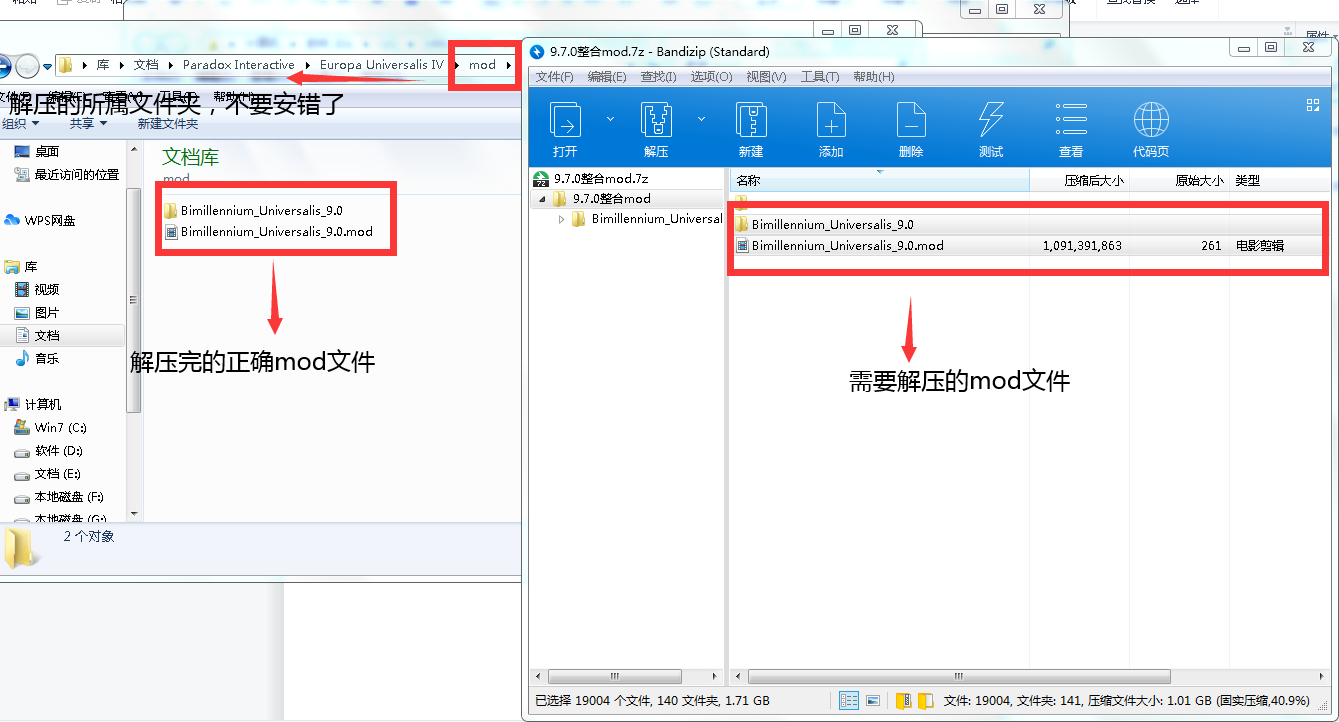 库 文档 Paradox Interactive Europa Universalis IV mod
解压的所属文件夹，不要安错了
组织 共享 新建文件夹
桌面
最近访问的位置
WPS网盘
库
视频
图片
文档
音乐
计算机
Win7 (C:)
软件 (D:)
文档 (E:)
本地磁盘 (F:)
本地磁盘 (G:)
文档库
mod
Bimillennium_Universalis_9.0
Bimillennium_Universalis_9.0.mod
解压完的正确mod文件
2 个对象
9.7.0整合mod.7z - Bandizip (Standard)
文件(F) 编辑(E) 查找(I) 选项(O) 视图(V) 工具(T) 帮助(H)
打开 解压 新建 添加 删除 测试 查看 代码页
9.7.0整合mod.7z
9.7.0整合mod
Bimillennium_Universal
名称 压缩后大小 原始大小 类型
Bimillennium_Universalis_9.0
Bimillennium_Universalis_9.0.mod 1,091,391,863 261 电影剪辑
需要解压的mod文件
已选择 19004 个文件, 140 文件夹, 1.71 GB
文件: 19004, 文件夹: 141, 压缩文件大小: 1.01 GB (固实压缩,40.9%)